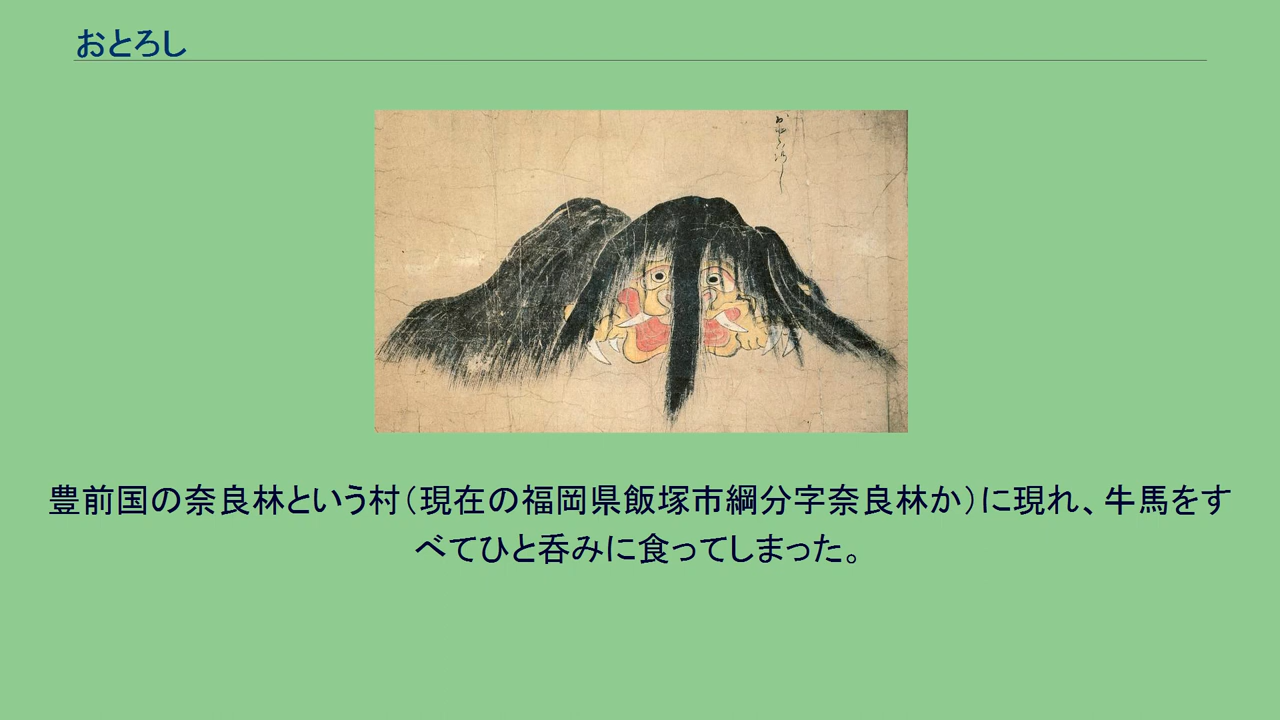 おとろし
豊前国の奈良林という村（現在の福岡県飯塚市綱分字奈良林か）に現れ、牛馬をす
べてひと呑みに食ってしまった。